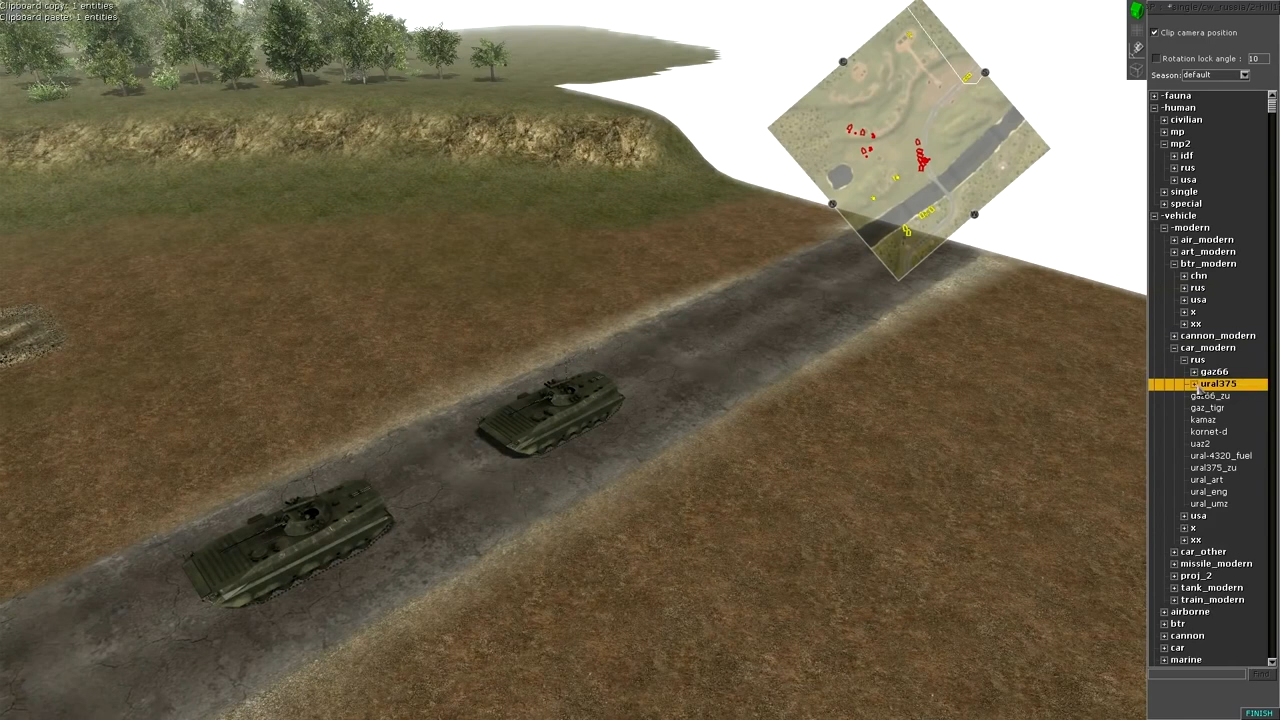 Clipboard copy: 1 entities
Clipboard paste: 1 entities
Clip camera position
Rotation lock angle : 10
Season: default
-fauna
-human
civilian
mp
mp2
idf
rus
usa
single
special
-vehicle
-modern
air_modern
art_modern
btr_modern
chn
rus
usa
x
xx
cannon_modern
car_modern
rus
gaz66
ural375
gaz66_zu
gaz_tigr
kamaz
kornet-d
uaz2
ural-4320_fuel
ural375_zu
ural_art
ural_eng
ural_umz
usa
x
xx
car_other
missile_modern
proj_2
tank_modern
train_modern
airborne
btr
cannon
car
marine
Find
FINISH